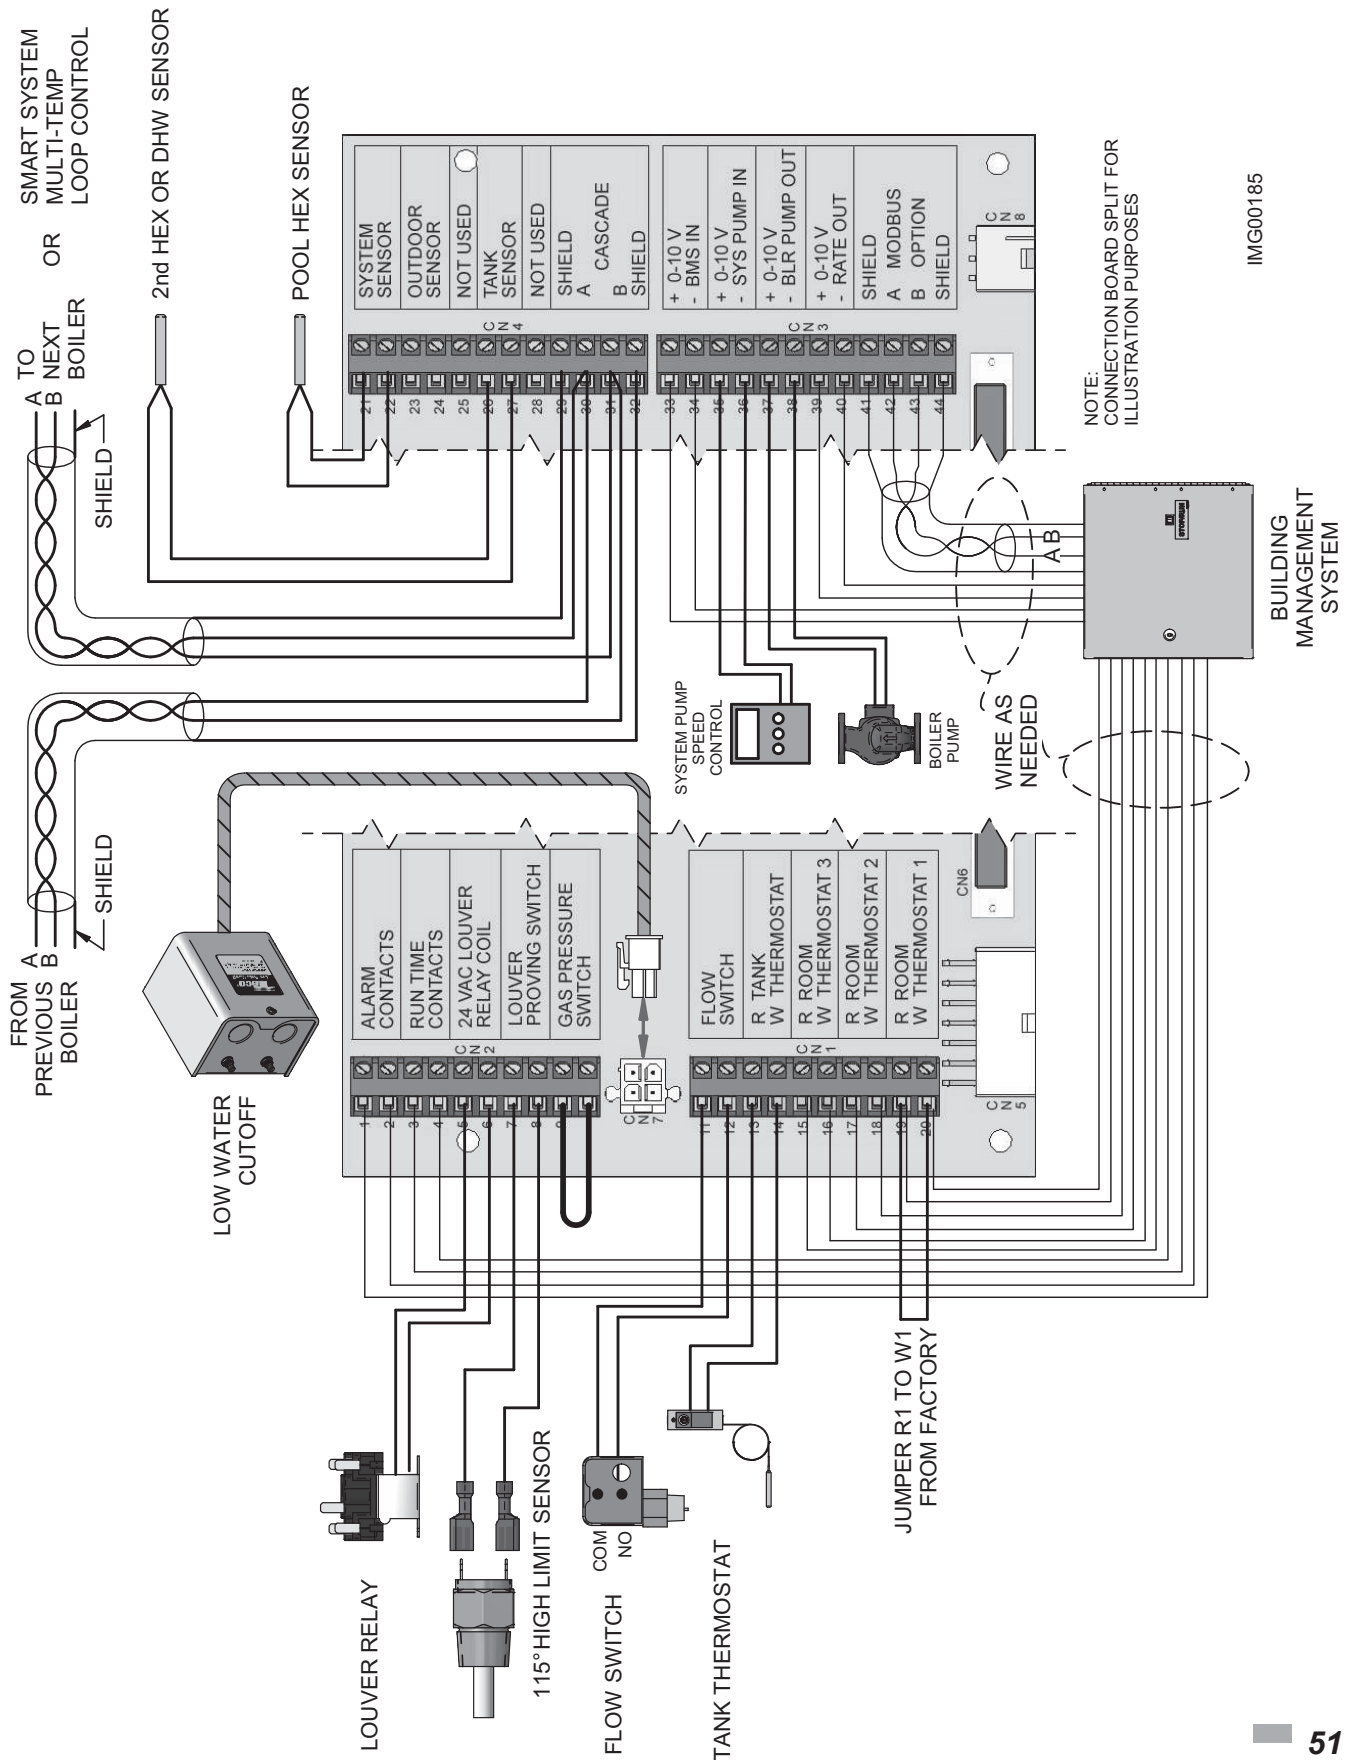 FROM
PREVIOUS
BOILER
A
B
SHIELD
A
B
TO
NEXT
BOILER
OR
SMART SYSTEM
MULTI-TEMP
LOOP CONTROL
SHIELD
2nd HEX OR DHW SENSOR
POOL HEX SENSOR
LOW WATER
CUTOFF
ALARM
CONTACTS
RUN TIME
CONTACTS
24 VAC LOUVER
RELAY COIL
LOUVER
PROVING SWITCH
GAS PRESSURE
SWITCH
CN2
1
2
3
4
5
6
7
8
9
CN7
FLOW
SWITCH
R TANK
W THERMOSTAT
R ROOM
W THERMOSTAT 3
R ROOM
W THERMOSTAT 2
R ROOM
W THERMOSTAT 1
CN1
11
12
13
14
15
16
17
18
19
20
CN5
CN6
SYSTEM
SENSOR
OUTDOOR
SENSOR
NOT USED
TANK
SENSOR
NOT USED
SHIELD
A
CASCADE
B
SHIELD
CN4
21
22
23
24
25
26
27
28
29
30
31
32
+ 0-10 V
- BMS IN
+ 0-10 V
- SYS PUMP IN
+ 0-10 V
- BLR PUMP OUT
+ 0-10 V
- RATE OUT
SHIELD
A MODBUS
B OPTION
SHIELD
CN3
33
34
35
36
37
38
39
40
41
42
43
44
CN8
LOUVER RELAY
115° HIGH LIMIT SENSOR
COM
NO
FLOW SWITCH
TANK THERMOSTAT
JUMPER R1 TO W1
FROM FACTORY
SYSTEM PUMP
SPEED
CONTROL
BOILER
PUMP
WIRE AS
NEEDED
A B
BUILDING
MANAGEMENT
SYSTEM
NOTE:
CONNECTION BOARD SPLIT FOR
ILLUSTRATION PURPOSES
IMG00185
51